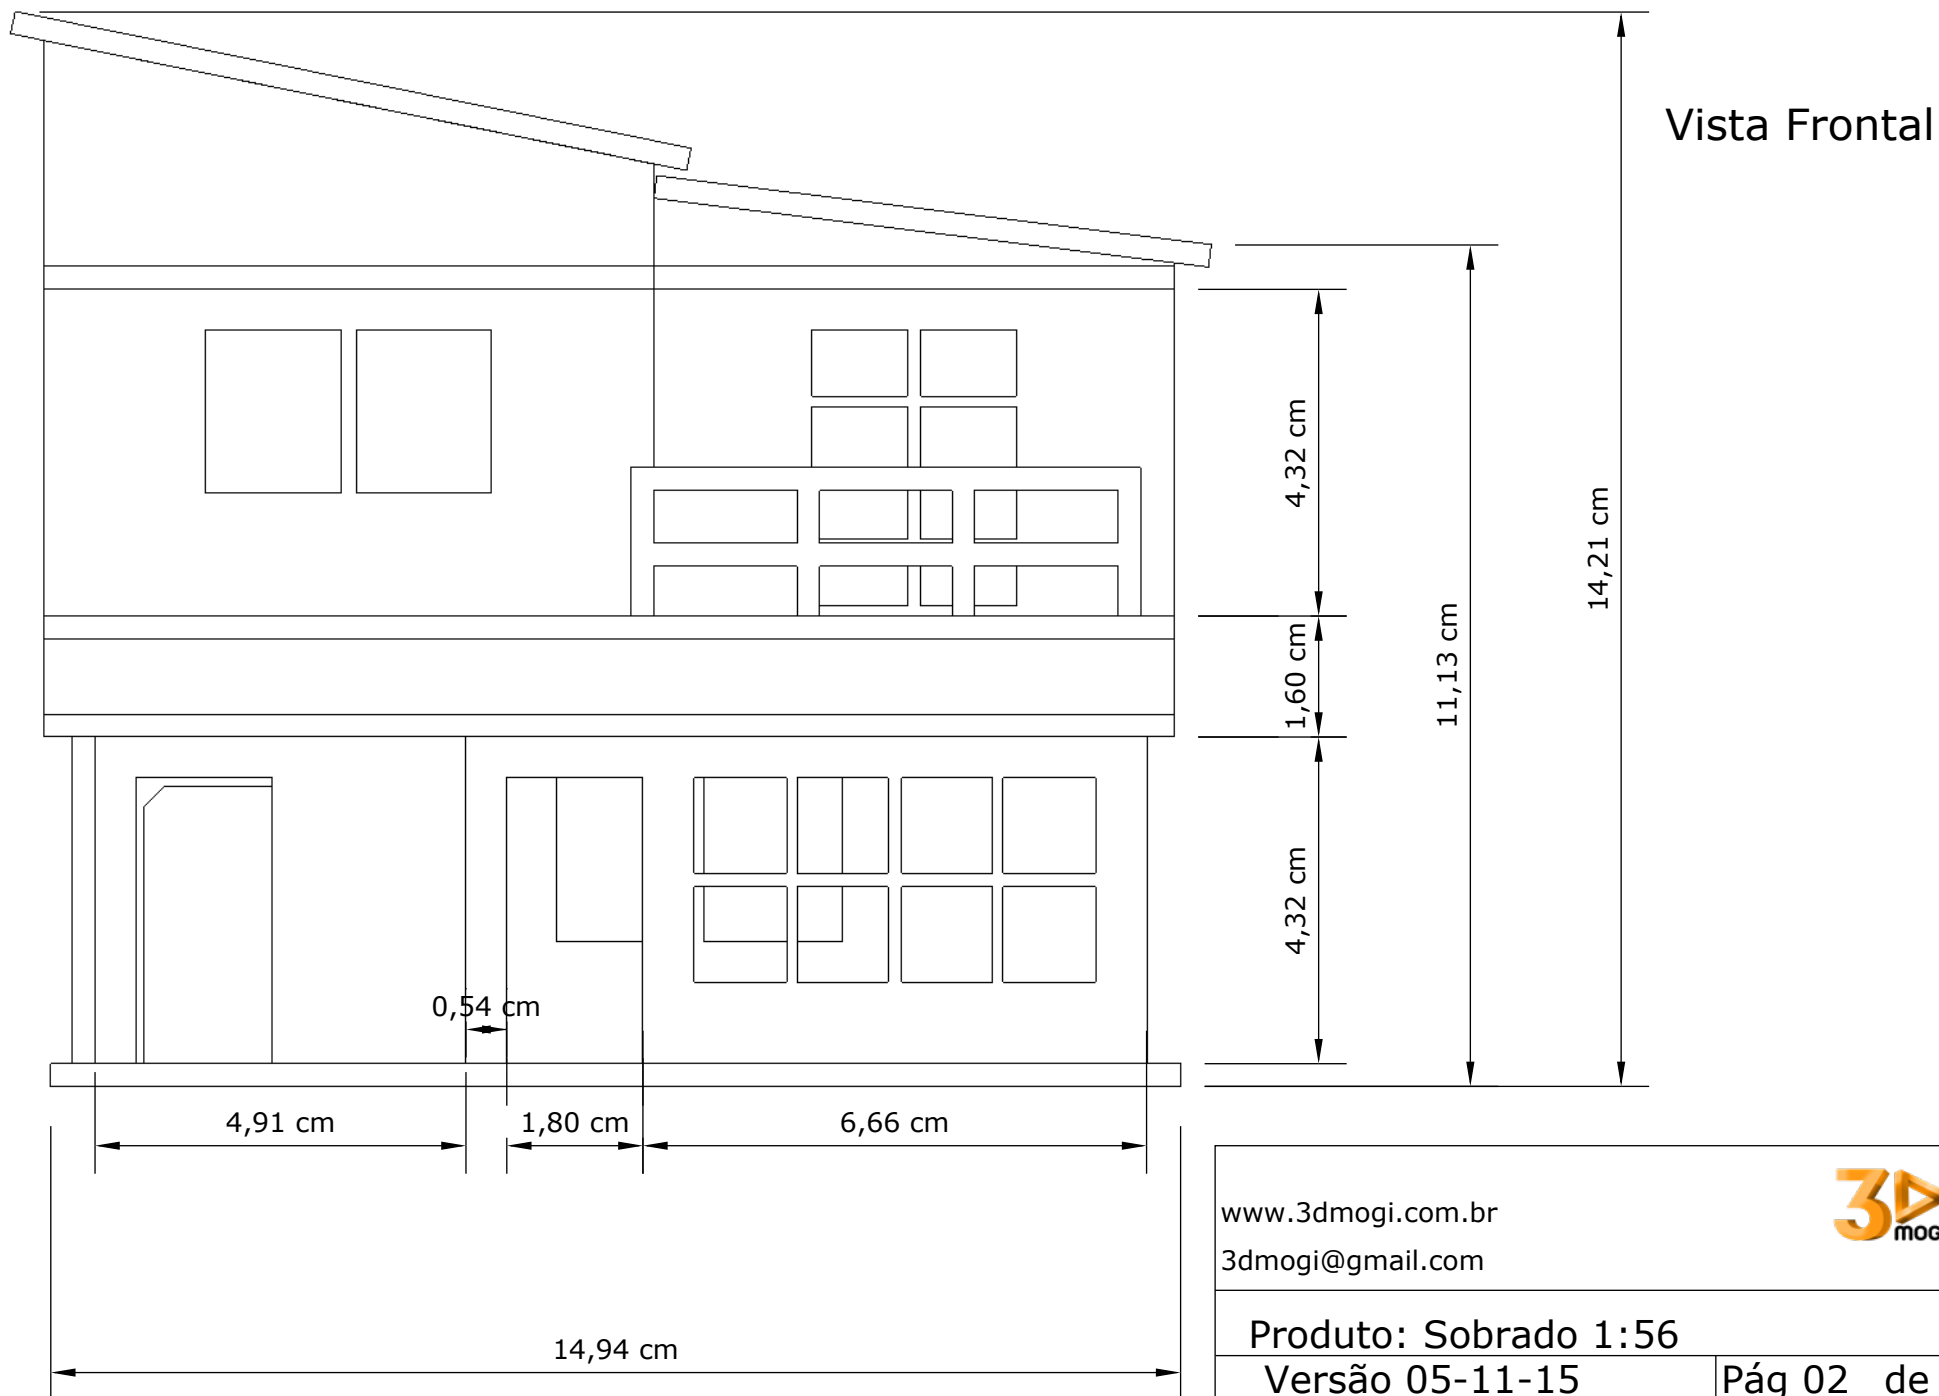 Vista Frontal
4,32 cm
14,21 cm
1,60 cm
11,13 cm
4,32 cm
0,54 cm
4,91 cm
1,80 cm
6,66 cm
14,94 cm
www.3dmogi.com.br
3D
3dmogi@gmail.com
Produto: Sobrado 1:56
Versão 05-11-15
Pág 02 de